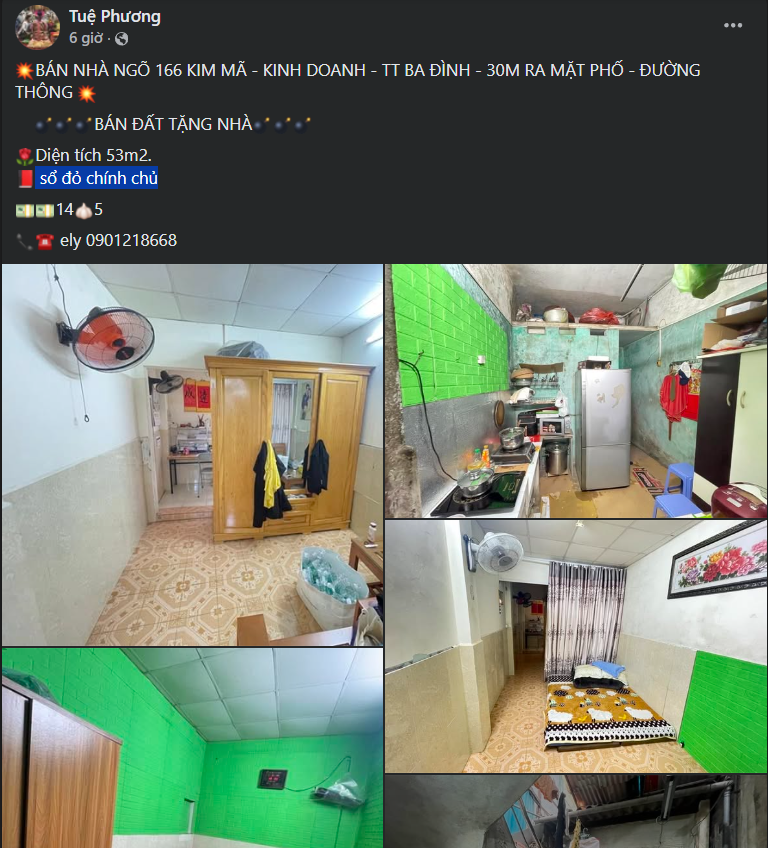 Tuệ Phương
6 giờ ·
💥BÁN NHÀ NGÕ 166 KIM MÃ - KINH DOANH - TT BA ĐÌNH - 30M RA MẶT PHỐ - ĐƯỜNG
THÔNG 💥
💣💣💣BÁN ĐẤT TẶNG NHÀ💣💣💣
🌹Diện tích 53m2.
📕 sổ đỏ chính chủ
💵💵14🧄5
📞☎️ ely 0901218668